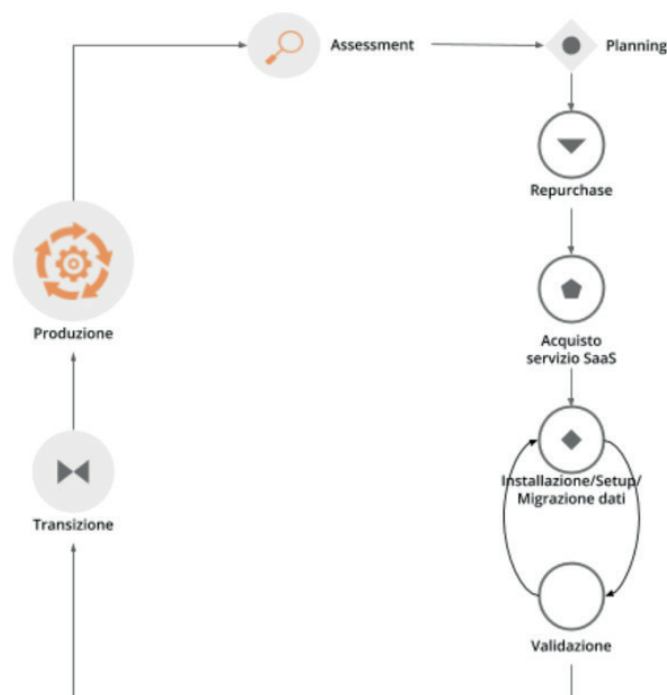 Assessment
Planning
Repurchase
Produzione
Acquisto
servizio SaaS
Installazione/Setup/
Migrazione dati
Transizione
Validazione